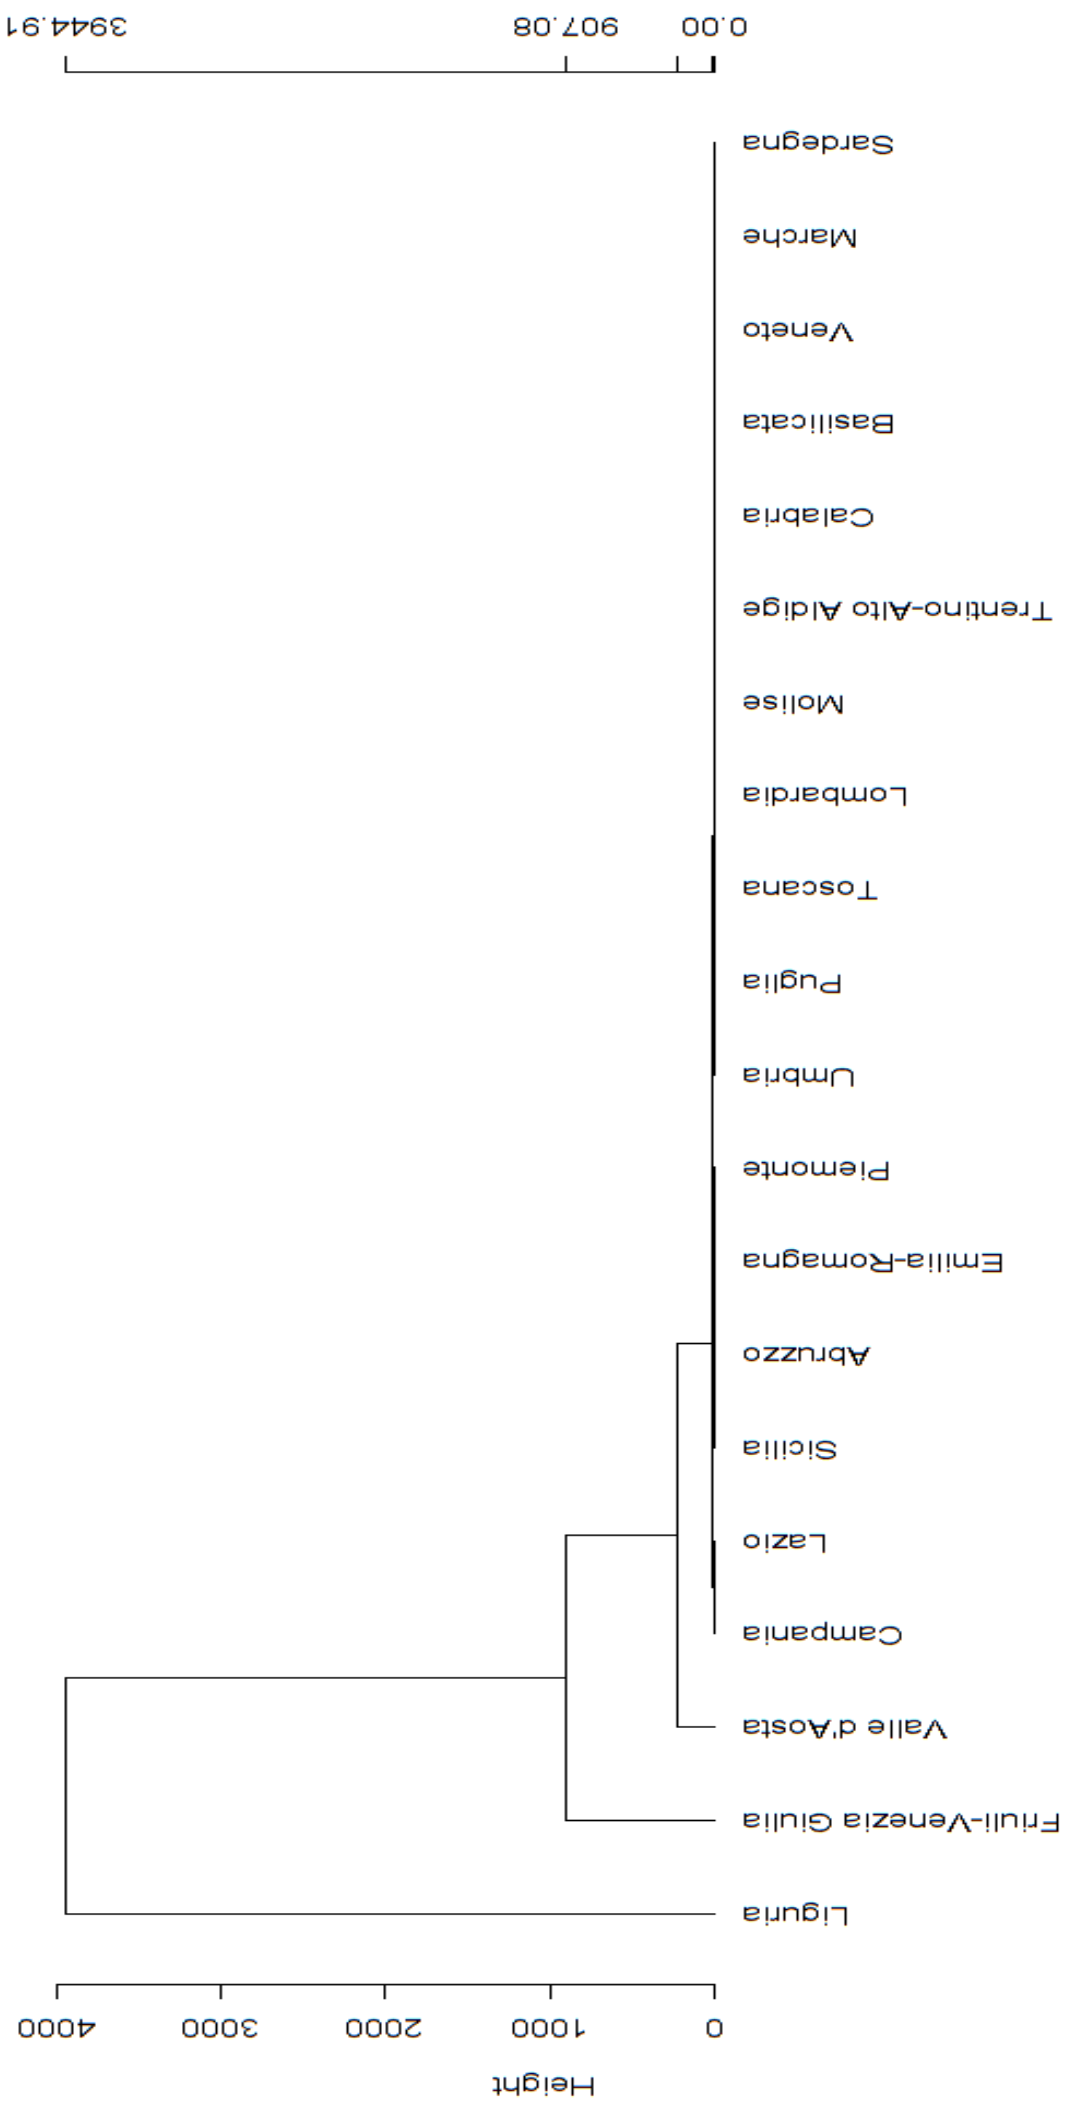 Height
0 1000 2000 3000 4000
Liguria
Friuli-Venezia Giulia
Valle d'Aosta
Campania
Lazio
Sicilia
Abruzzo
Emilia-Romagna
Piemonte
Umbria
Puglia
Toscana
Lombardia
Molise
Trentino-Alto Aldige
Calabria
Basilicata
Veneto
Marche
Sardegna
0.00 907.08 3944.91